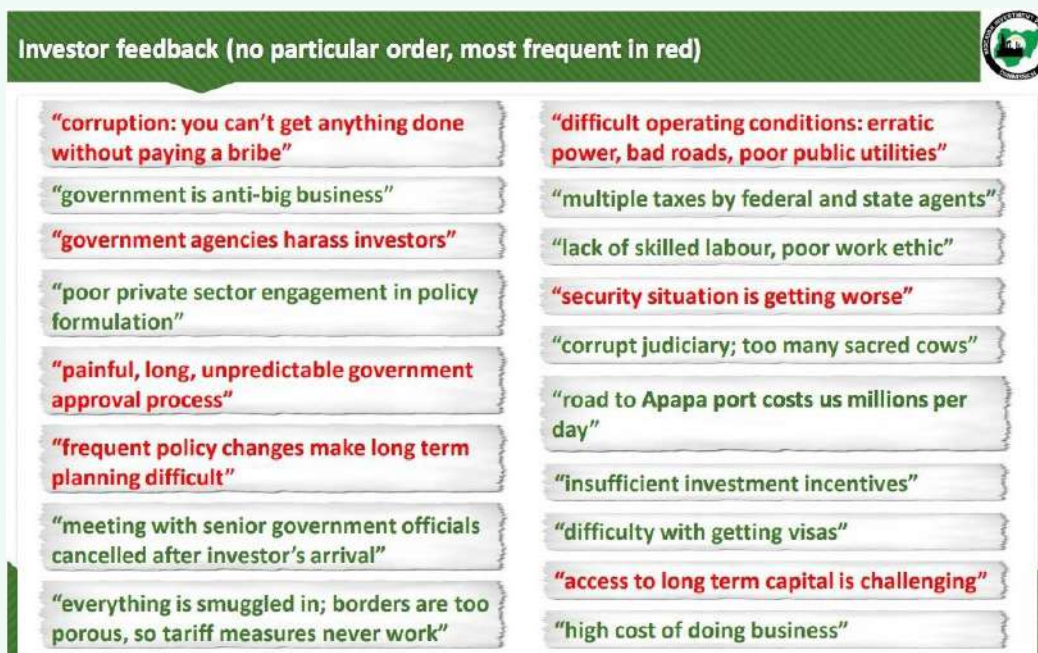 Investor feedback (no particular order, most frequent in red)
“corruption: you can’t get anything done
without paying a bribe”
“government is anti-big business”
“government agencies harass investors”
“poor private sector engagement in policy
formulation”
“painful, long, unpredictable government
approval process”
“frequent policy changes make long term
planning difficult”
“meeting with senior government officials
cancelled after investor’s arrival”
“everything is smuggled in; borders are too
porous, so tariff measures never work”
“difficult operating conditions: erratic
power, bad roads, poor public utilities”
“multiple taxes by federal and state agents”
“lack of skilled labour, poor work ethic”
“security situation is getting worse”
“corrupt judiciary; too many sacred cows”
“road to Apapa port costs us millions per
day”
“insufficient investment incentives”
“difficulty with getting visas”
“access to long term capital is challenging”
“high cost of doing business”